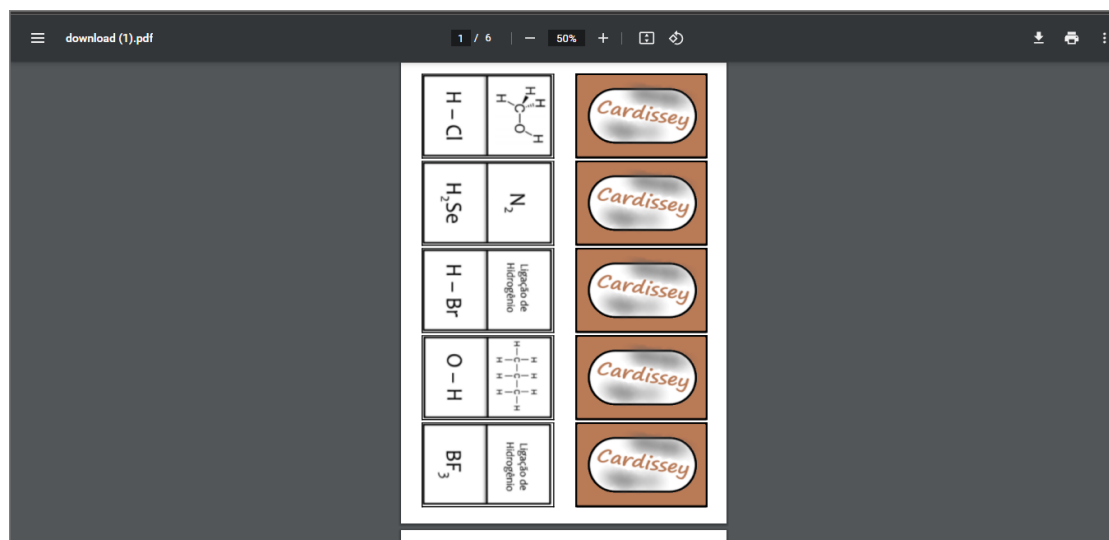 download (1).pdf
1 / 6
50%
H – Cl
H
H
H
C
O
H
Cardissey
H₂Se
N₂
Cardissey
H – Br
Ligação de
Hidrogênio
Cardissey
O – H
H H H
H–C–C–C–H
H H H
Cardissey
BF₃
Ligação de
Hidrogênio
Cardissey